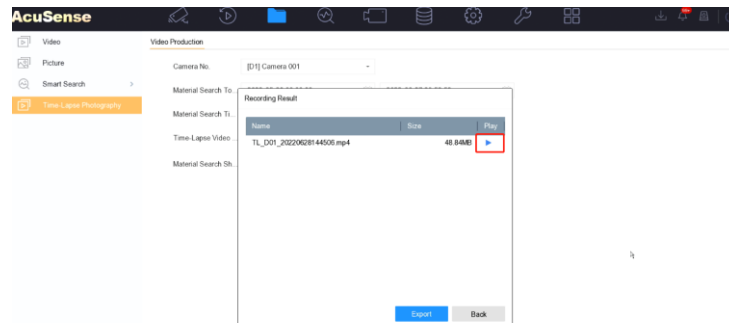 AcuSense
Video
Video Production
Picture
Camera No.
[D1] Camera 001
Smart Search
Material Search To...
Time-Lapse Photography
Recording Result
Material Search Ti...
Name
Size
Play
Time-Lapse Video ...
TL_D01_20220628144506.mp4
48.84MB
Material Search Sh...
Export
Back